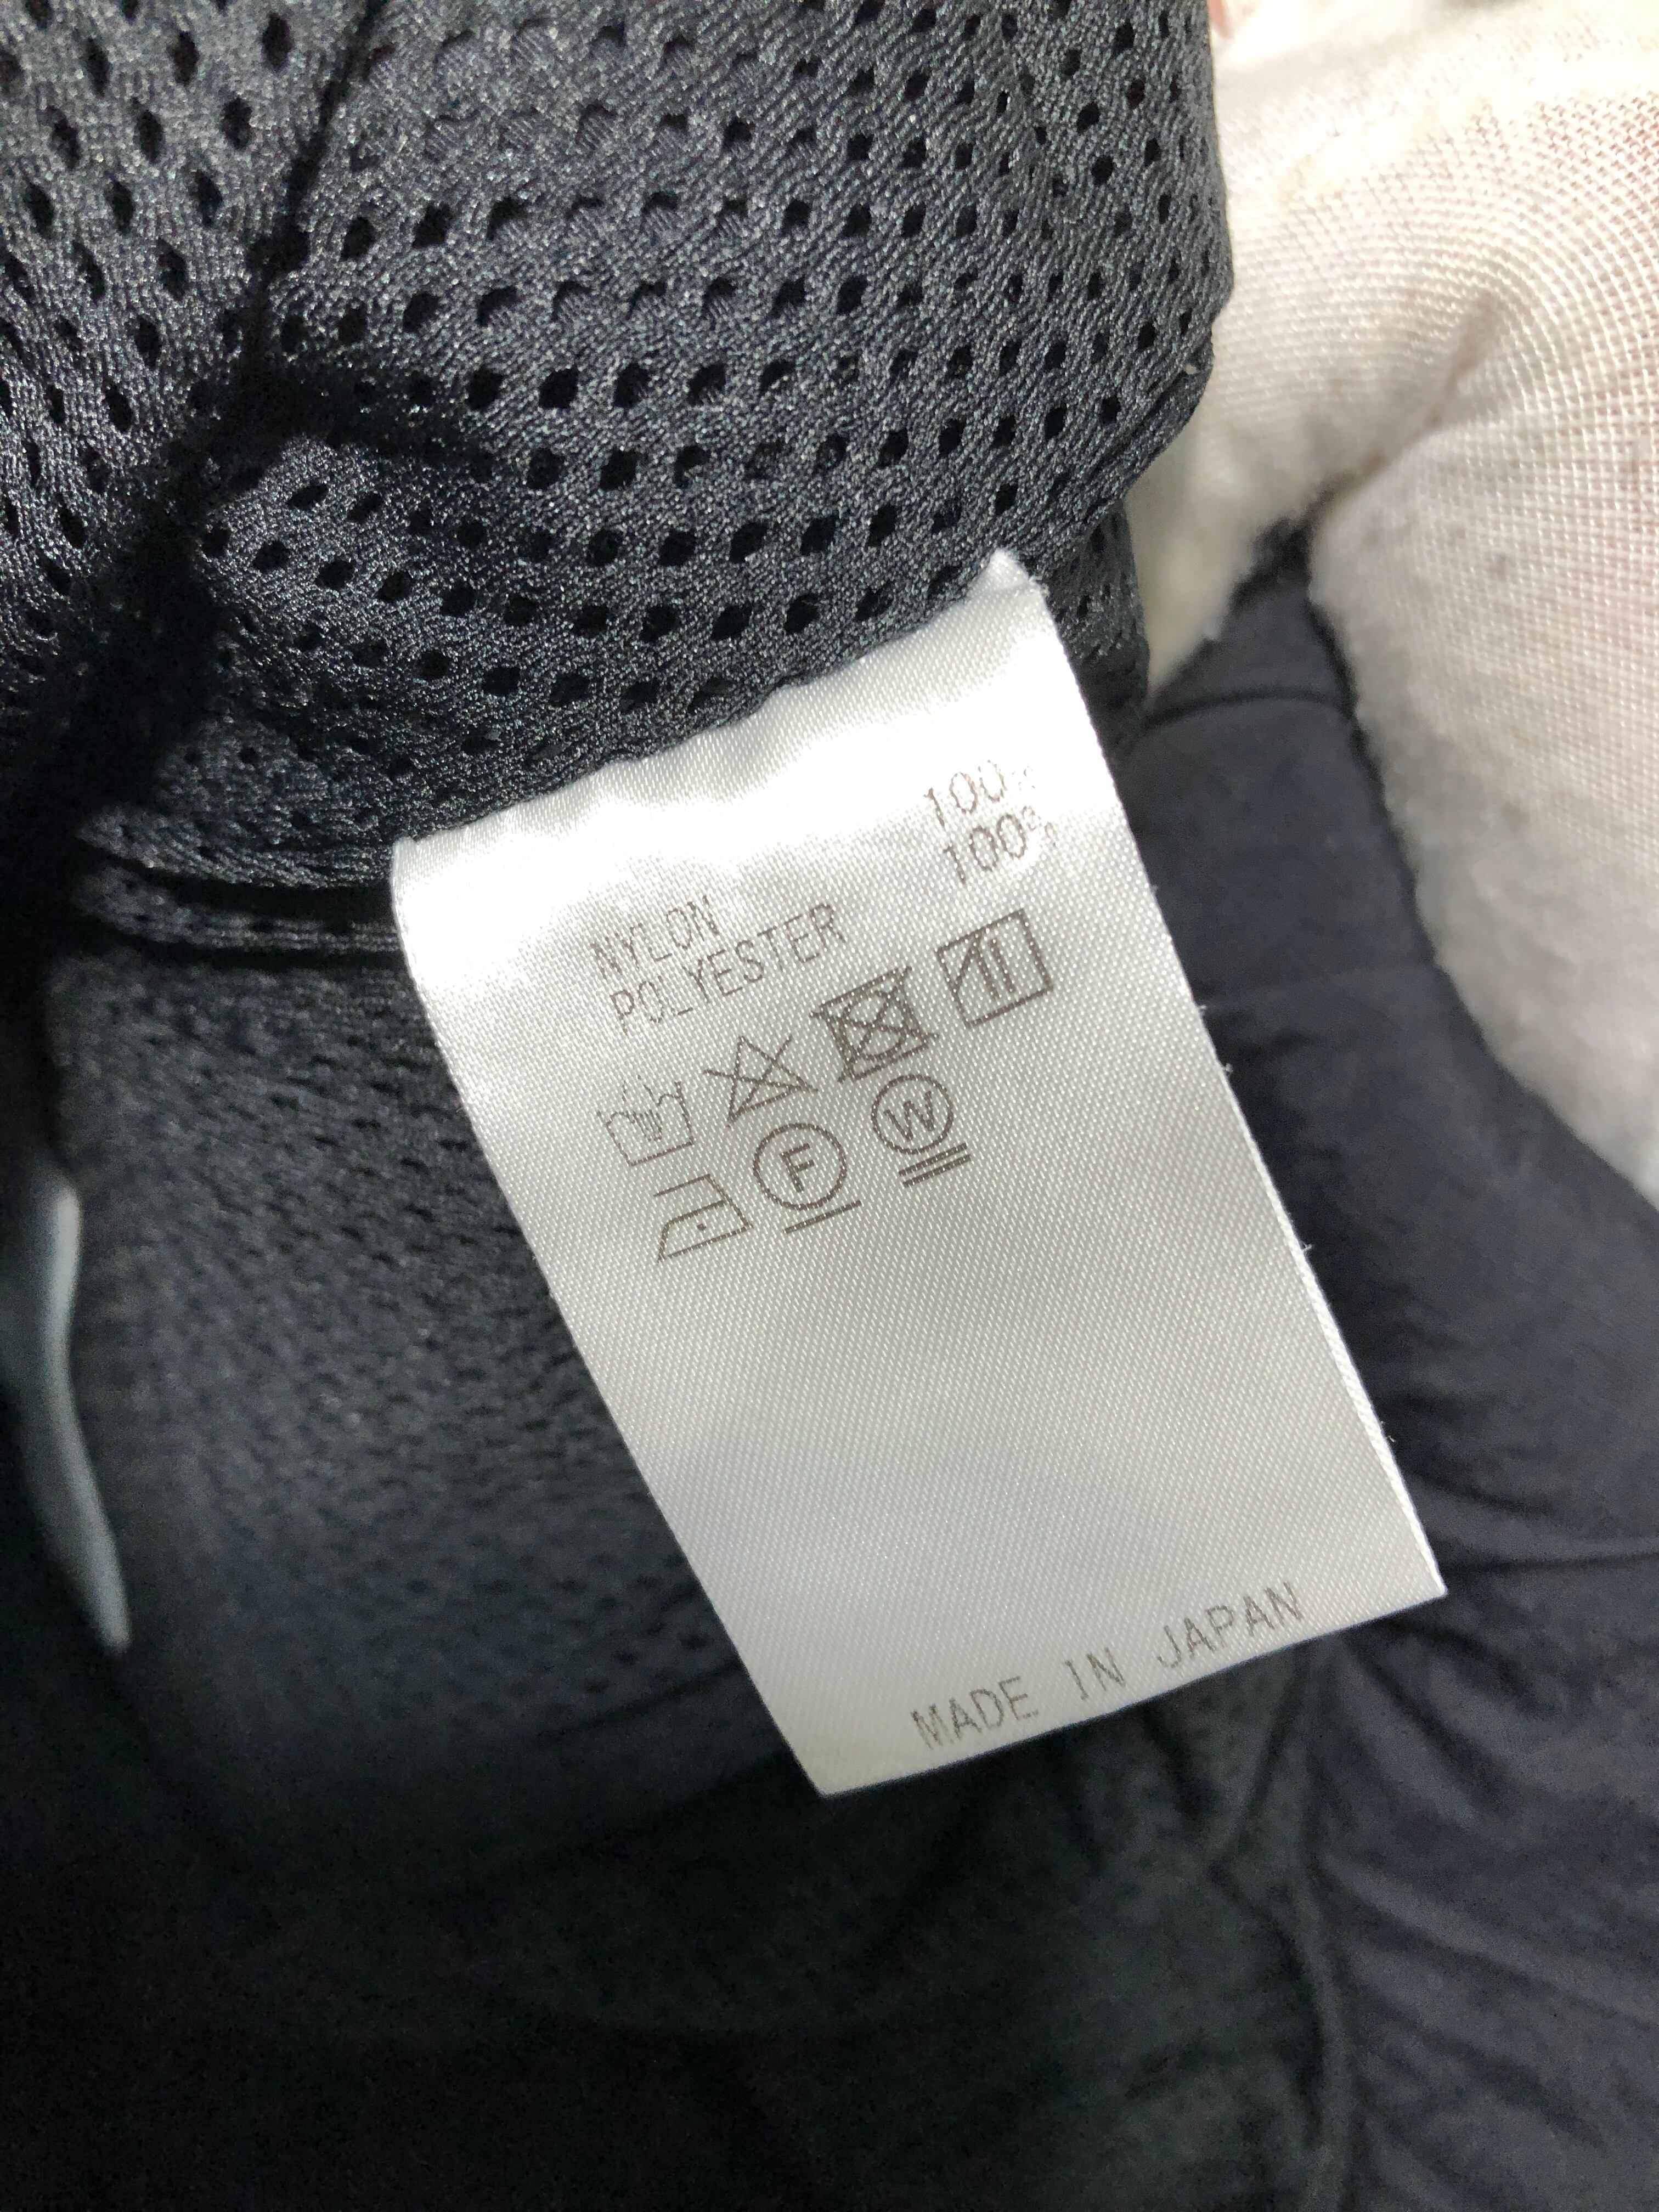 NYLON 100%
POLYESTER 100%
F W
MADE IN JAPAN